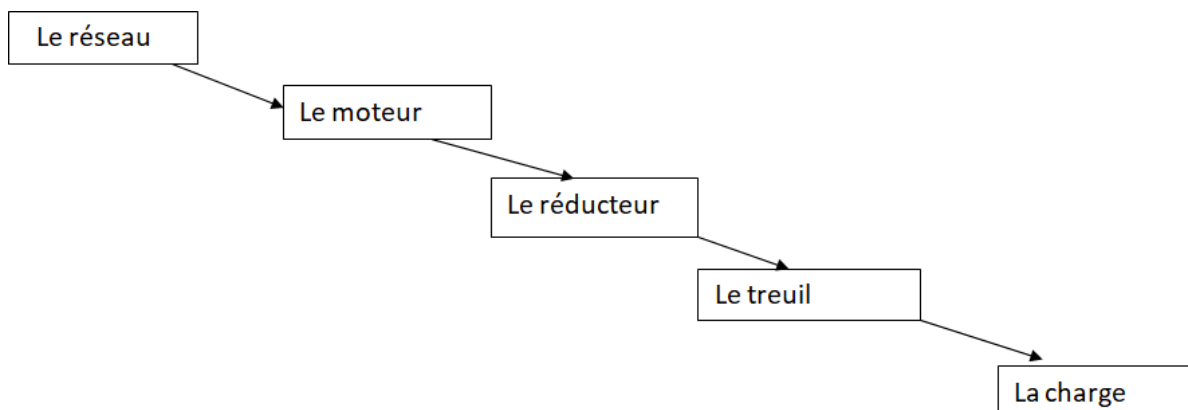 Le réseau
Le moteur
Le réducteur
Le treuil
La charge